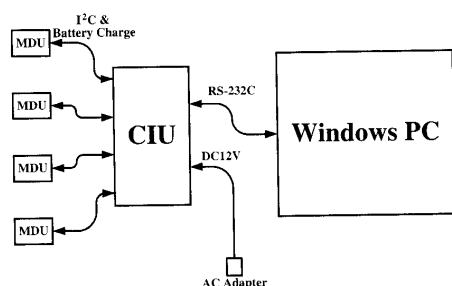 I²C &
Battery Charge
MDU
MDU
MDU
MDU
CIU
RS-232C
DC12V
Windows PC
AC Adapter